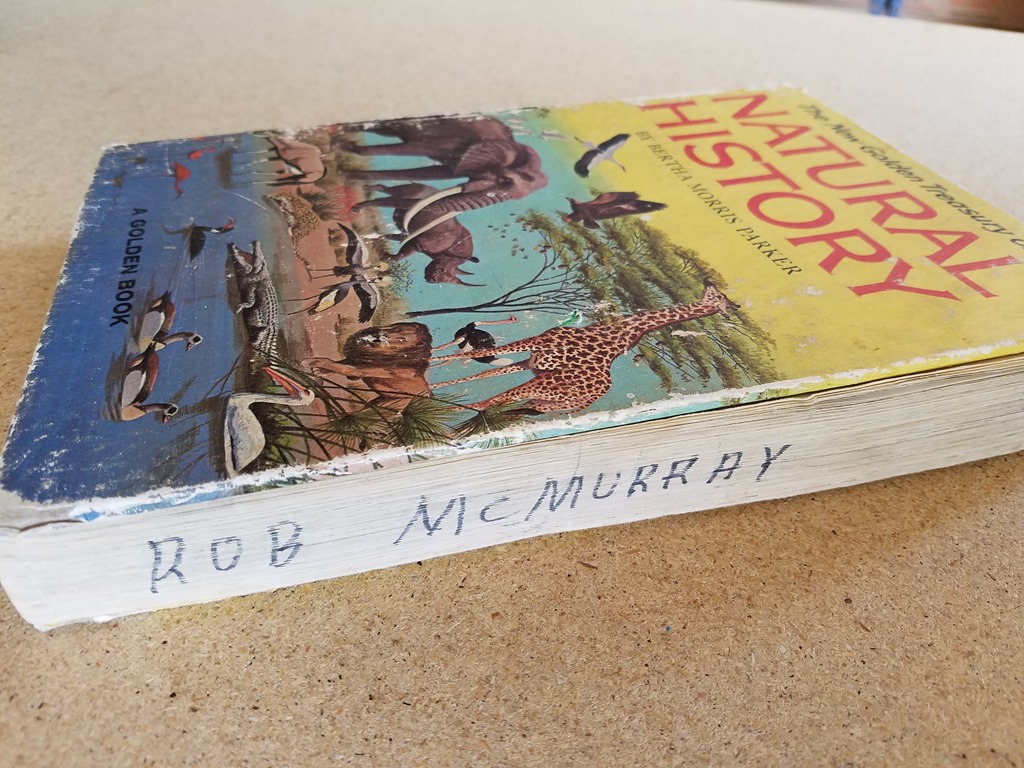 The New Golden Treasury of
NATURAL
HISTORY
BY BERTHA MORRIS PARKER
A GOLDEN BOOK
ROB McMURRAY